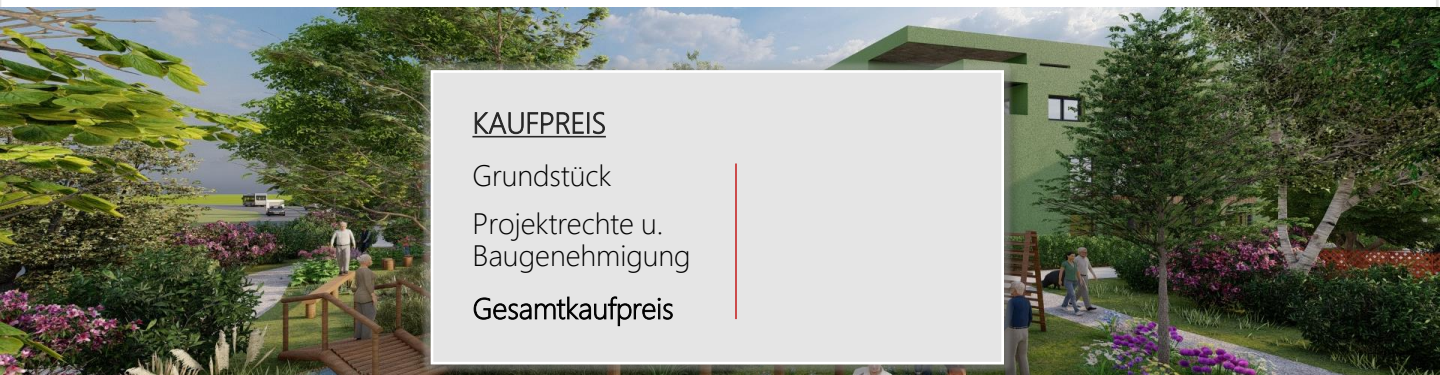 KAUFPREIS
Grundstück
Projektrechte u.
Baugenehmigung
Gesamtkaufpreis